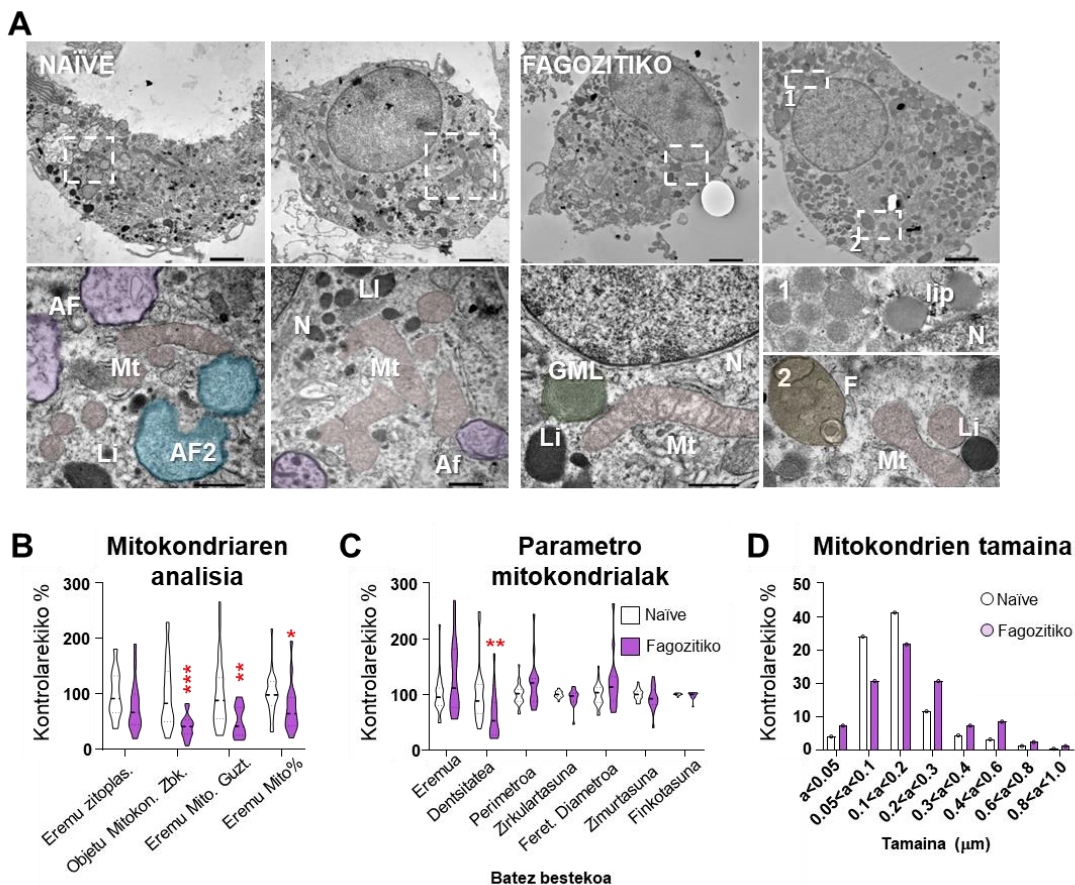 A
NAÏVE
FAGOZITIKO
1
2
AF
Mt
Li
AF2
LI
N
Mt
Af
GML
N
Li
Mt
1
lip
N
2
F
Li
Mt
B
Mitokondriaren
analisia
Kontrolarekiko %
300
200
100
0
***
**
*
Eremu zitoplas.
Objetu Mitokon. Zbk.
Eremu Mito. Guzt.
Eremu Mito%
C
Parametro
mitokondrialak
Kontrolarekiko %
300
200
100
0
**
Naïve
Fagozitiko
Eremua
Dentsitatea
Perimetroa
Zirkulartasuna
Feret. Diametroa
Zimurtasuna
Finkotasuna
Batez bestekoa
D
Mitokondrien tamaina
Kontrolarekiko %
50
40
30
20
10
0
Naïve
Fagozitiko
a<0.05
0.05<a<0.1
0.1<a<0.2
0.2<a<0.3
0.3<a<0.4
0.4<a<0.6
0.6<a<0.8
0.8<a<1.0
Tamaina (µm)